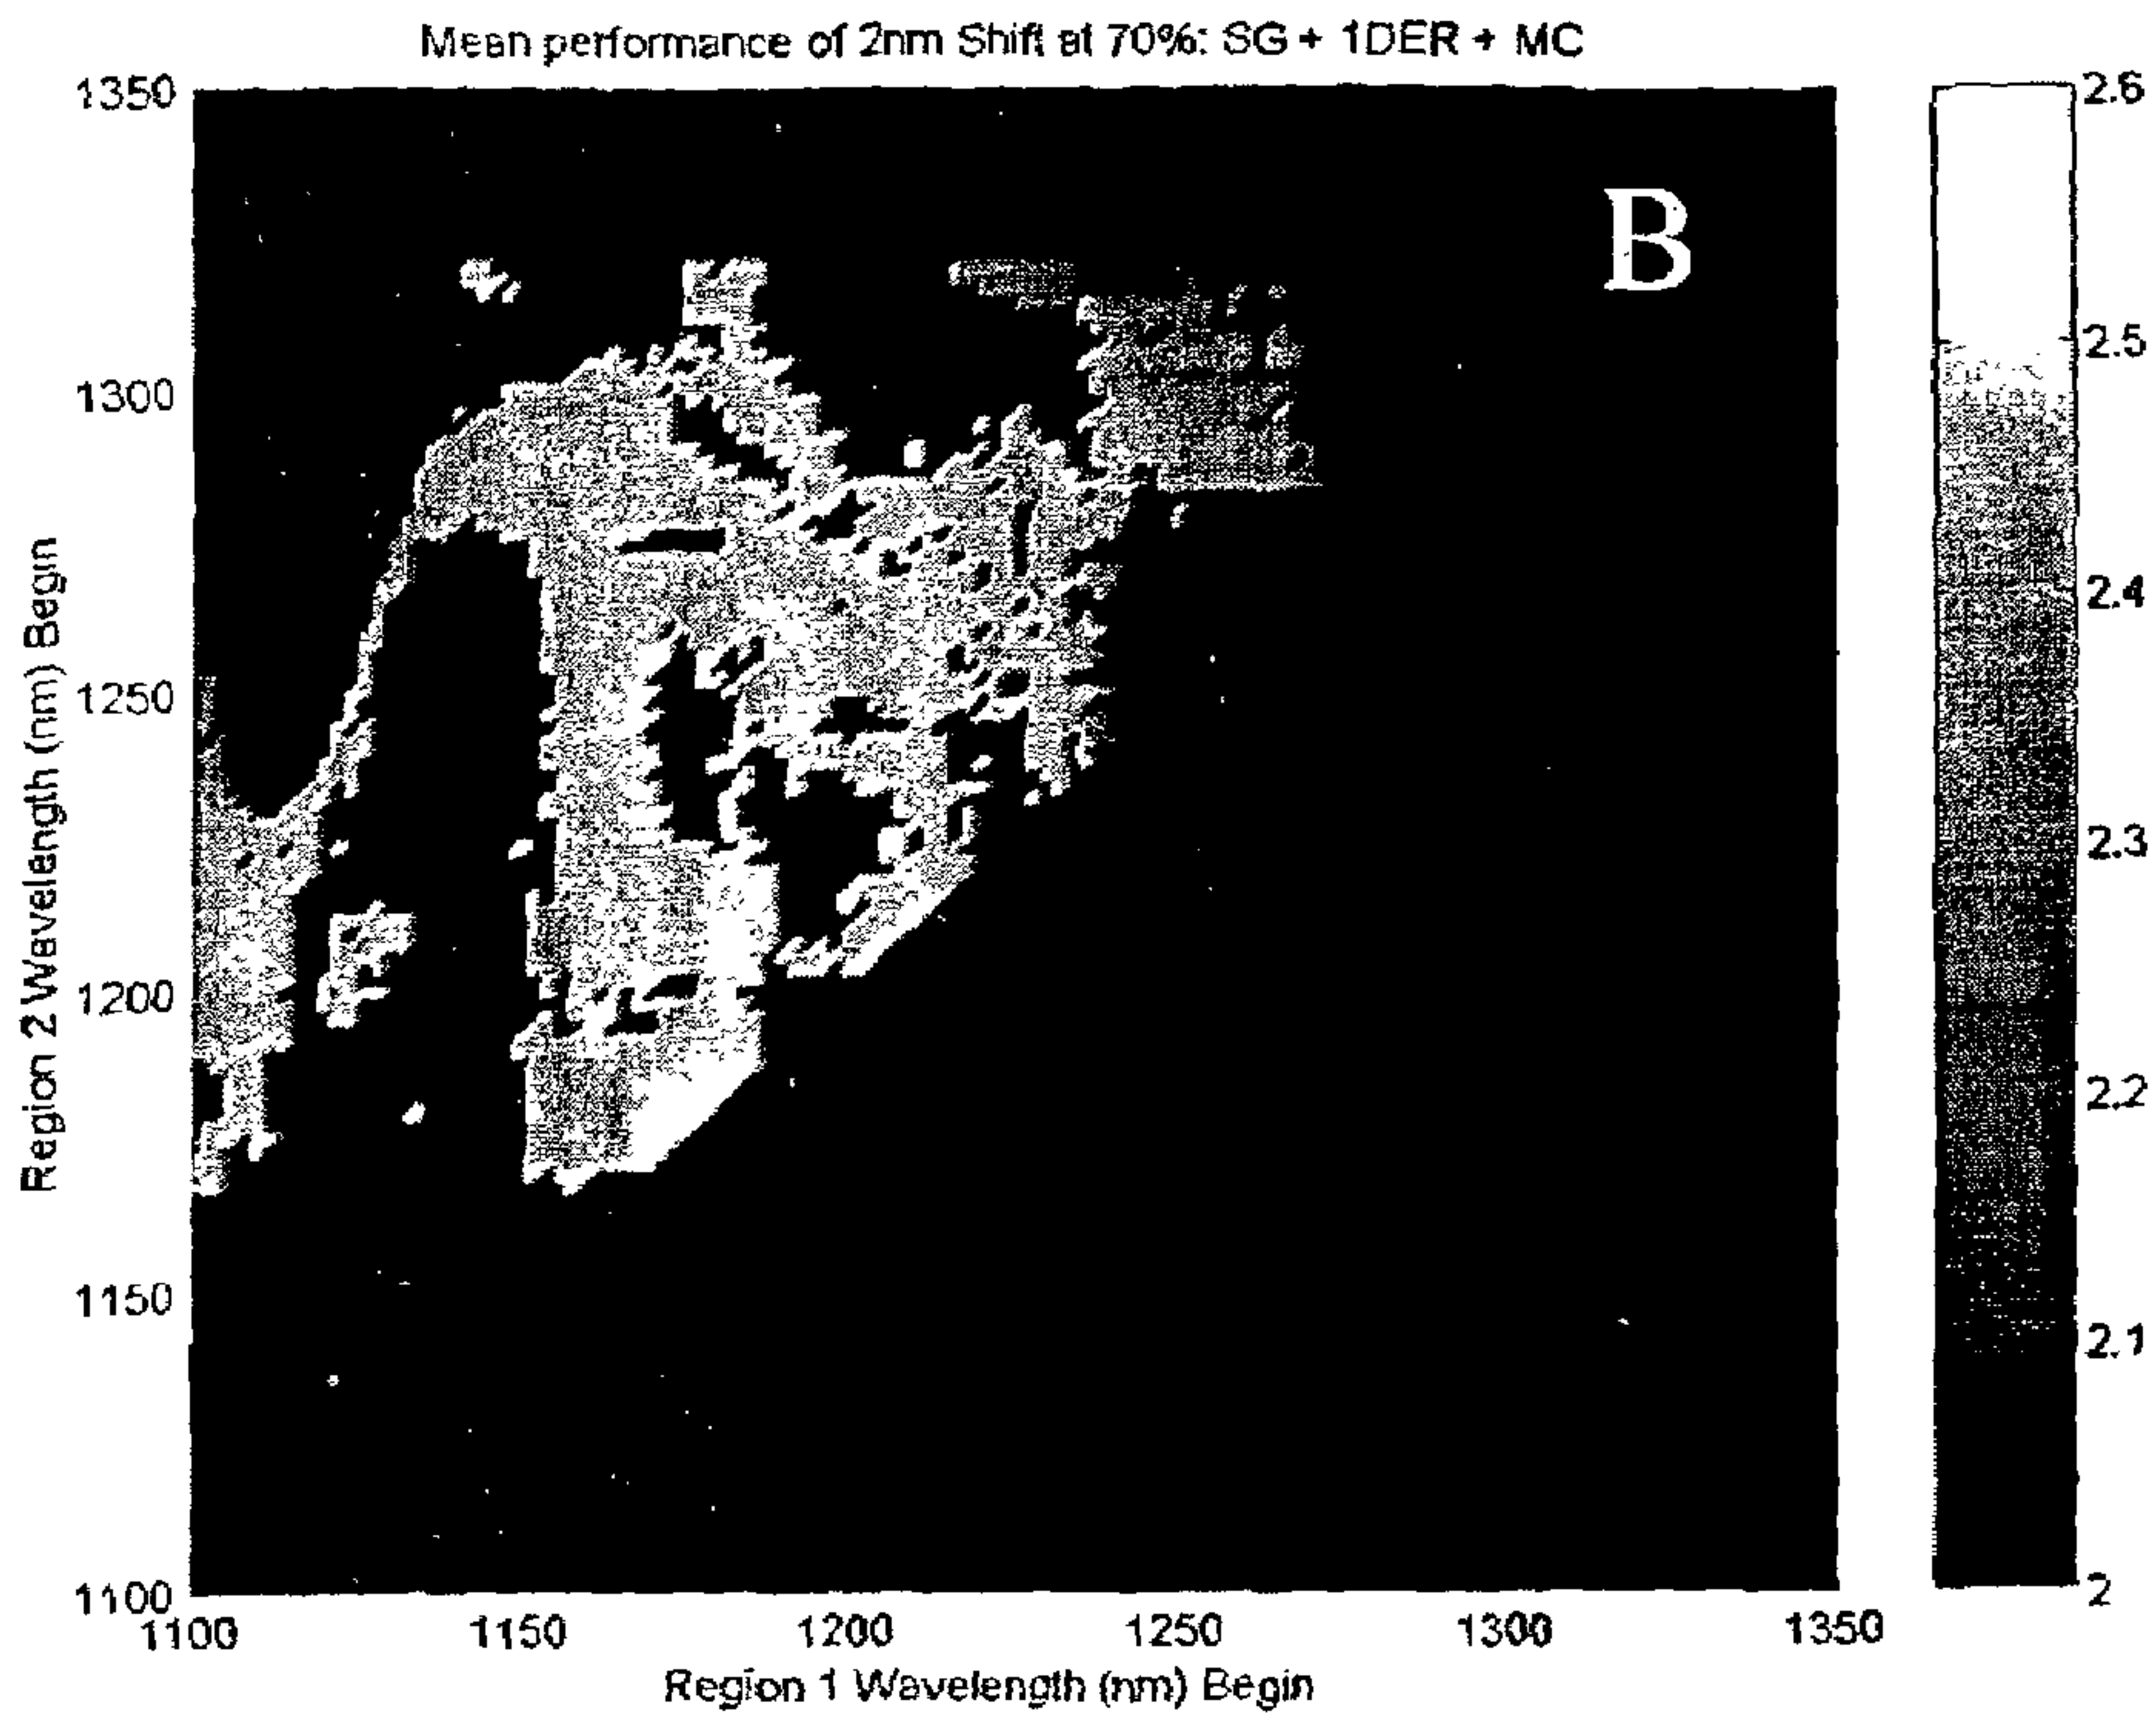 Mean performance of 2nm Shift at 70%: SG + 1DER + MC
B
1350
1300
1250
1200
1150
1100
Region 2 Wavelength (nm) Begin
1100 1150 1200 1250 1300 1350
Region 1 Wavelength (nm) Begin
2.6
2.5
2.4
2.3
2.2
2.1
2